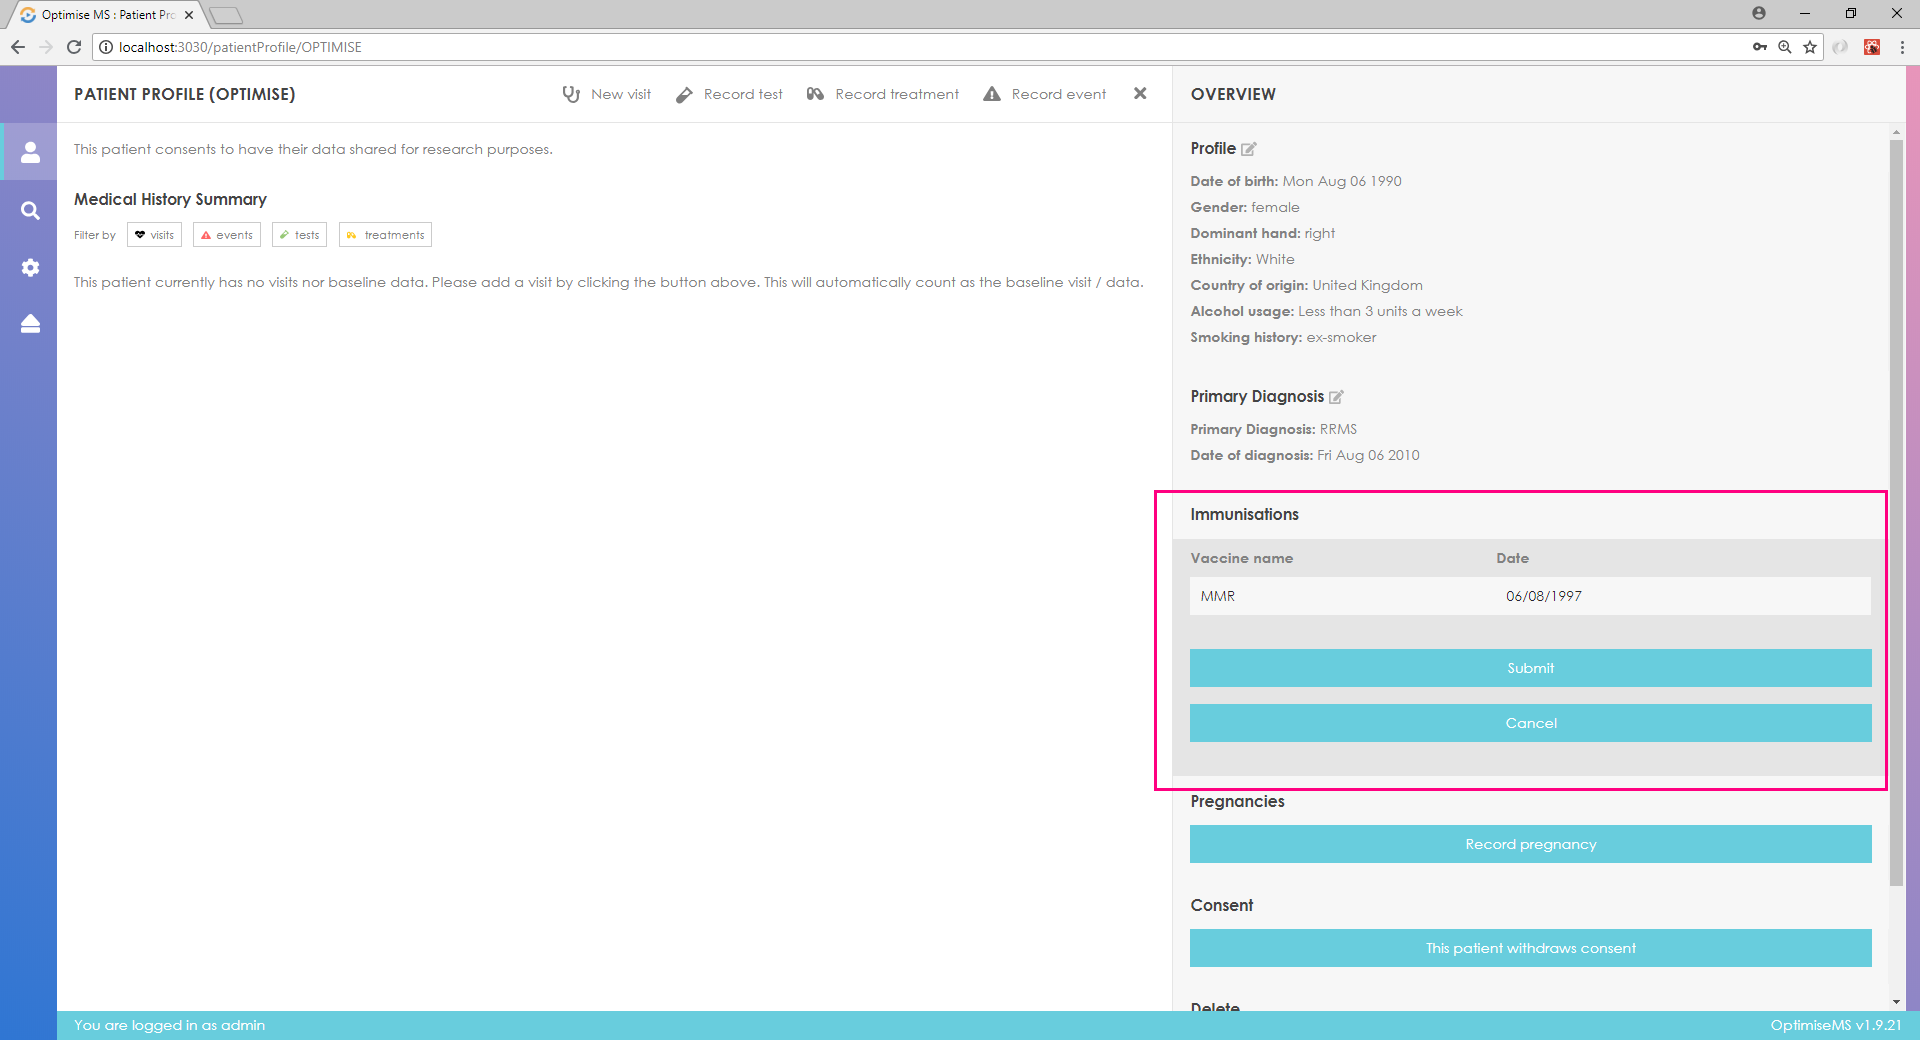 Optimise MS : Patient Pro
localhost:3030/patientProfile/OPTIMISE
PATIENT PROFILE (OPTIMISE)
New visit
Record test
Record treatment
Record event
This patient consents to have their data shared for research purposes.
Medical History Summary
Filter by
visits
events
tests
treatments
This patient currently has no visits nor baseline data. Please add a visit by clicking the button above. This will automatically count as the baseline visit / data.
OVERVIEW
Profile
Date of birth: Mon Aug 06 1990
Gender: female
Dominant hand: right
Ethnicity: White
Country of origin: United Kingdom
Alcohol usage: Less than 3 units a week
Smoking history: ex-smoker
Primary Diagnosis
Primary Diagnosis: RRMS
Date of diagnosis: Fri Aug 06 2010
Immunisations
Vaccine name Date
MMR 06/08/1997
Submit
Cancel
Pregnancies
Record pregnancy
Consent
This patient withdraws consent
Delete
You are logged in as admin
OptimiseMS v1.9.21